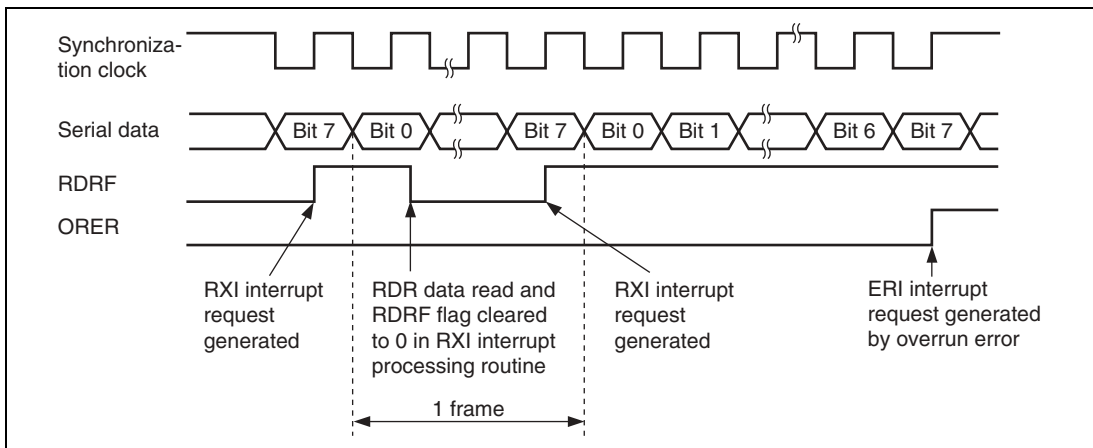 Synchroniza-
tion clock
Serial data
Bit 7
Bit 0
Bit 7
Bit 0
Bit 1
Bit 6
Bit 7
RDRF
ORER
RXI interrupt
request
generated
RDR data read and
RDRF flag cleared
to 0 in RXI interrupt
processing routine
RXI interrupt
request
generated
ERI interrupt
request generated
by overrun error
1 frame